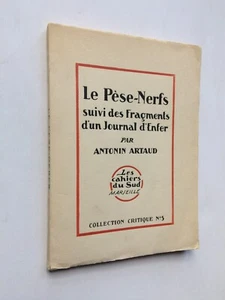 Le Pèse-Nerfs
suivi des Fragments
d'un Journal d'Enfer
PAR
ANTONIN ARTAUD
Les
cahiers
du Sud
MARSEILLE
COLLECTION CRITIQUE N°5